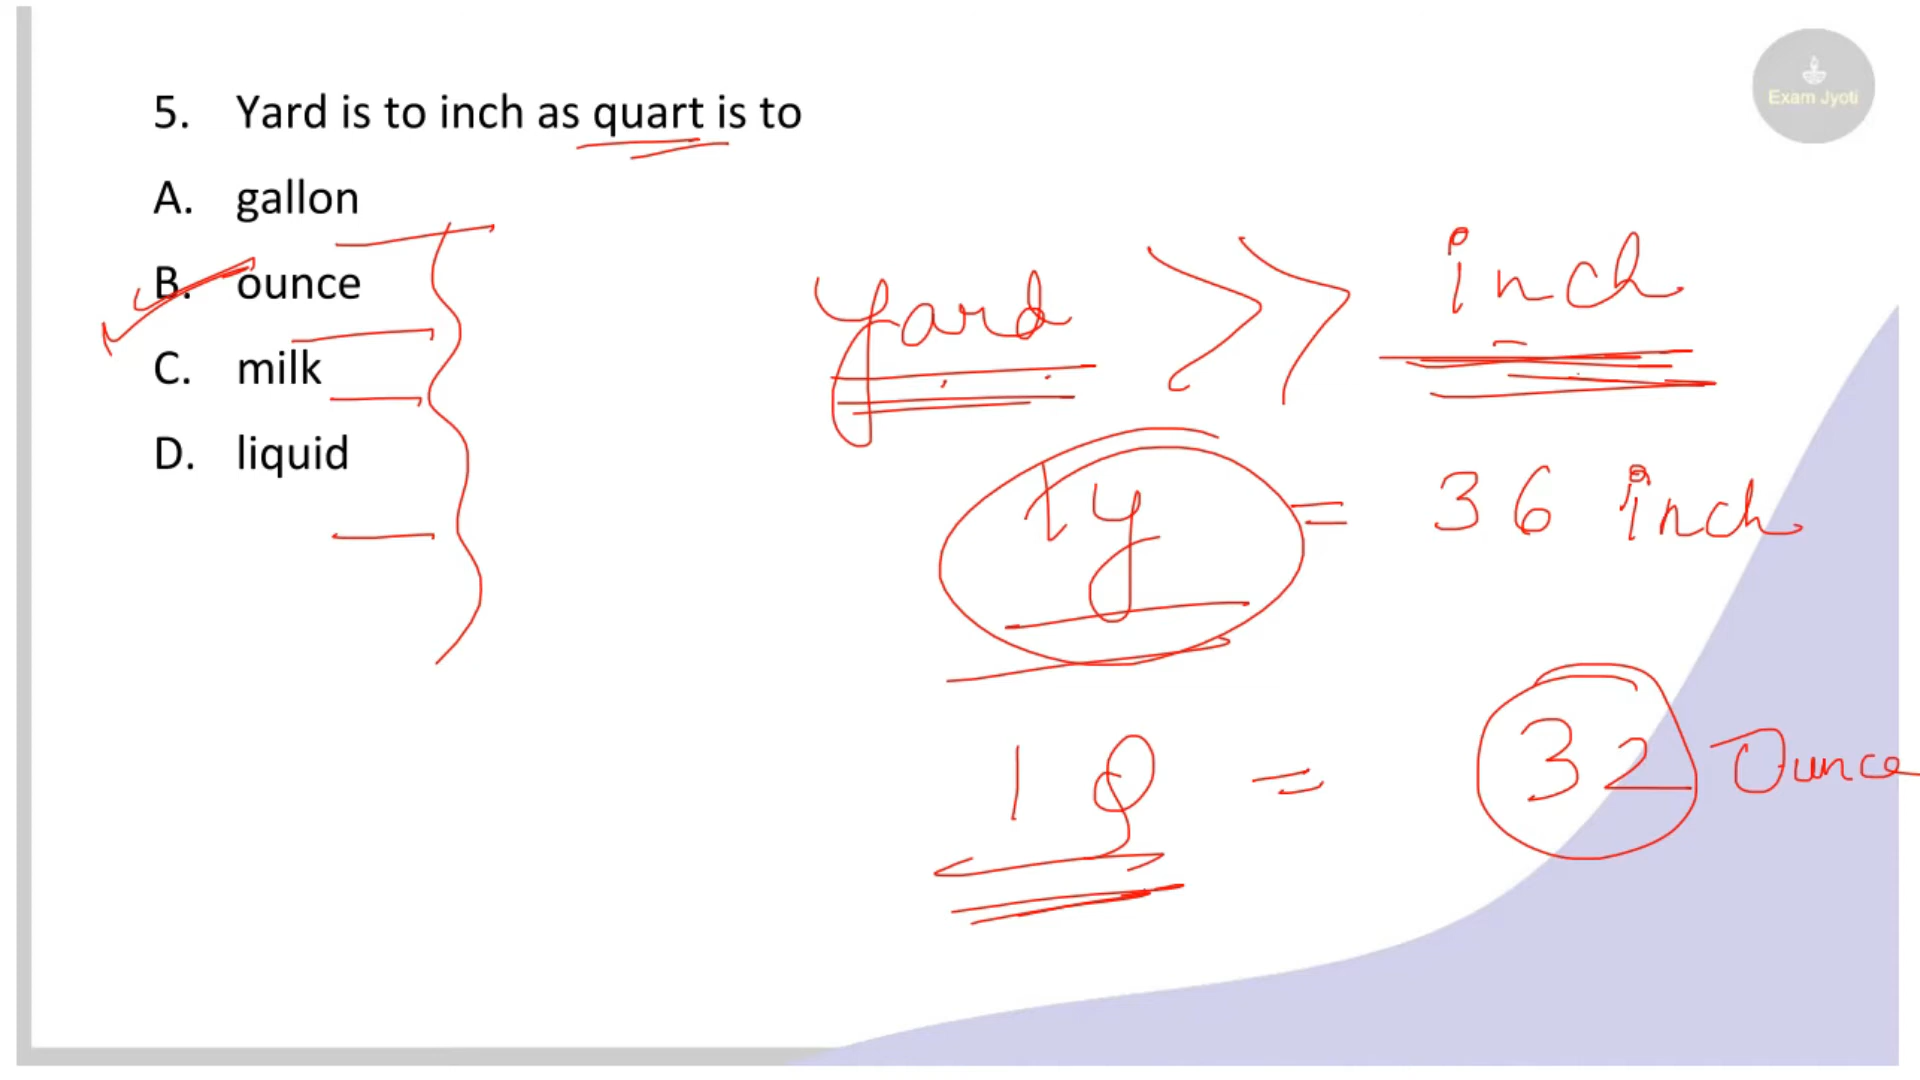 5. Yard is to inch as quart is to
A. gallon
B. ounce
C. milk
D. liquid
Exam Jyoti
yard >> inch
1y = 36 inch
1Q = 32 Ounce